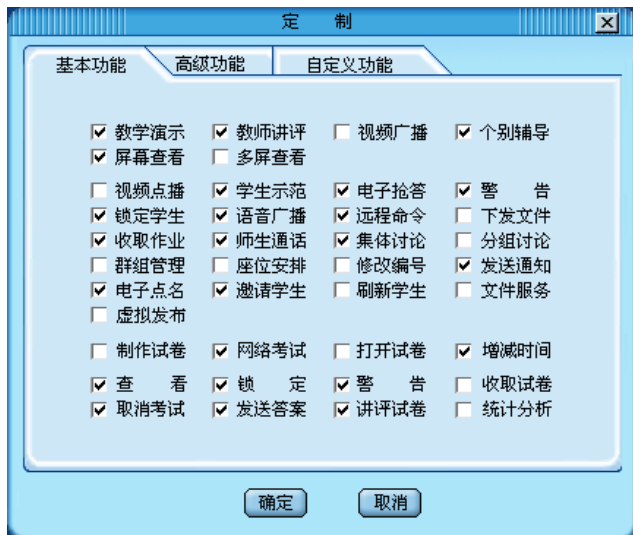 定 制
基本功能 高级功能 自定义功能
教学演示 教师讲评 视频广播 个别辅导
屏幕查看 多屏查看
视频点播 学生示范 电子抢答 警 告
锁定学生 语音广播 远程命令 下发文件
收取作业 师生通话 集体讨论 分组讨论
群组管理 座位安排 修改编号 发送通知
电子点名 邀请学生 刷新学生 文件服务
虚拟发布
制作试卷 网络考试 打开试卷 增减时间
查 看 锁 定 警 告 收取试卷
取消考试 发送答案 讲评试卷 统计分析
确定 取消